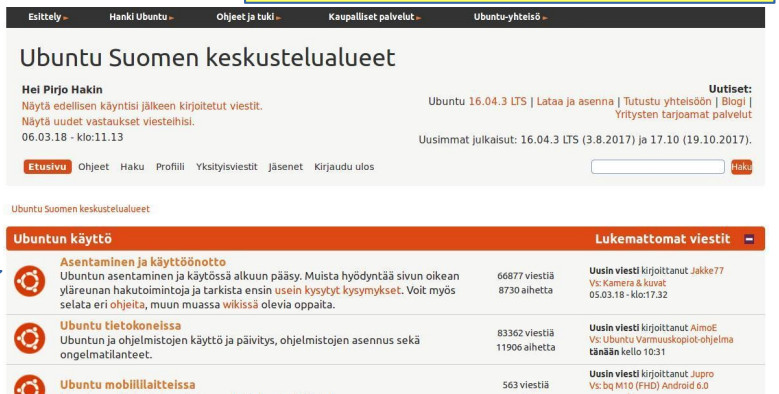 Esittely Hanki Ubuntu Ohjeet ja tuki Kaupalliset palvelut Ubuntu-yhteisö
Ubuntu Suomen keskustelualueet
Hei Pirjo Hakin
Näytä edellisen käyntisi jälkeen kirjoitetut viestit.
Näytä uudet vastaukset viesteihisi.
06.03.18 - klo:11.13
Uutiset:
Ubuntu 16.04.3 LTS | Lataa ja asenna | Tutustu yhteisöön | Blogi |
Yritysten tarjoamat palvelut
Uusimmat julkaisut: 16.04.3 LTS (3.8.2017) ja 17.10 (19.10.2017).
Etusivu Ohjeet Haku Profiili Yksityisviestit Jäsenet Kirjaudu ulos
Haku
Ubuntu Suomen keskustelualueet
Ubuntun käyttö Lukemattomat viestit
Asentaminen ja käyttöönotto
Ubuntun asentaminen ja käytössä alkuun pääsy. Muista hyödyntää sivun oikean
yläreunan hakutoimintoja ja tarkista ensin usein kysytyt kysymykset. Voit myös
selata eri ohjeita, muun muassa wikissä olevia oppaita.
66877 viestiä
8730 aihetta
Uusin viesti kirjoittanut Jakke77
Vs: Kamera & kuvat
05.03.18 - klo:17.32
Ubuntu tietokoneissa
Ubuntun ja ohjelmistojen käyttö ja päivitys, ohjelmistojen asennus sekä
ongelmatilanteet.
83362 viestiä
11906 aihetta
Uusin viesti kirjoittanut AimoE
Vs: Ubuntu Varmuuskopiot-ohjelma
tänään kello 10:31
Ubuntu mobiililaitteissa
563 viestiä
Uusin viesti kirjoittanut Jupro
Vs: bq M10 (FHD) Android 6.0